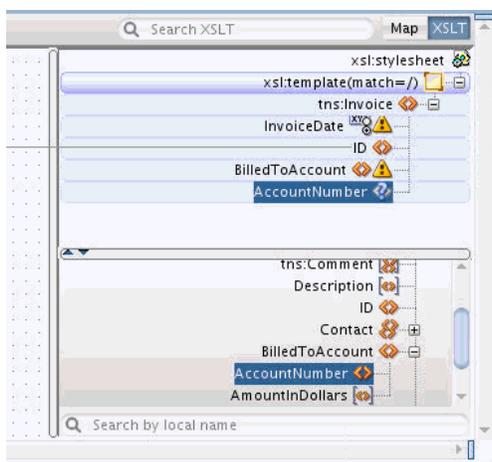 Search XSLT
Map XSLT
xsl:stylesheet
xsl:template(match=/)
tns:Invoice
InvoiceDate
ID
BilledToAccount
AccountNumber
tns:Comment
Description
ID
Contact
BilledToAccount
AccountNumber
AmountInDollars
Search by local name